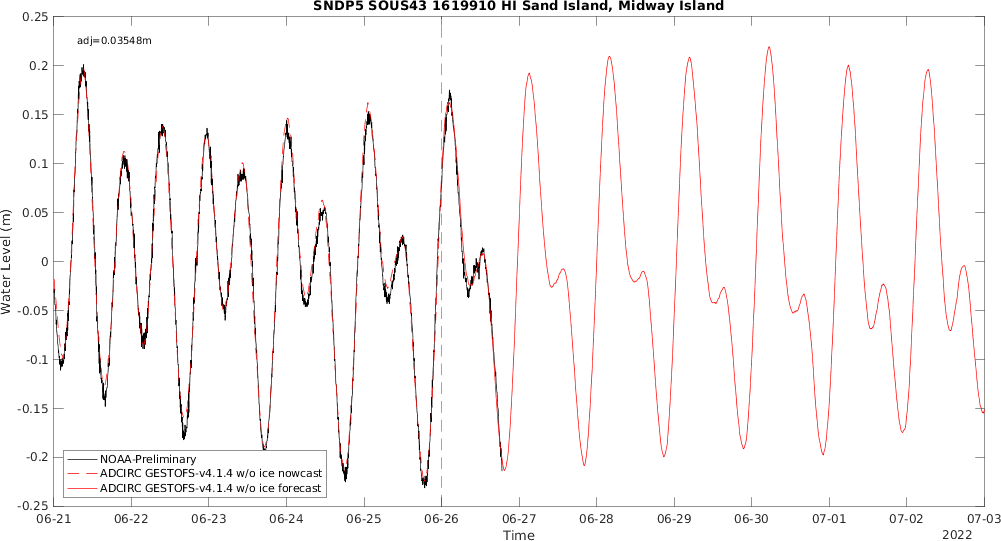 SNDP5 SOUS43 1619910 HI Sand Island, Midway Island
adj=0.03548m
0.25
0.2
0.15
0.1
0.05
0
-0.05
-0.1
-0.15
-0.2
-0.25
Water Level (m)
NOAA-Preliminary
ADCIRC GESTOFS-v4.1.4 w/o ice nowcast
ADCIRC GESTOFS-v4.1.4 w/o ice forecast
06-21 06-22 06-23 06-24 06-25 06-26 06-27 06-28 06-29 06-30 07-01 07-02 07-03
Time
2022